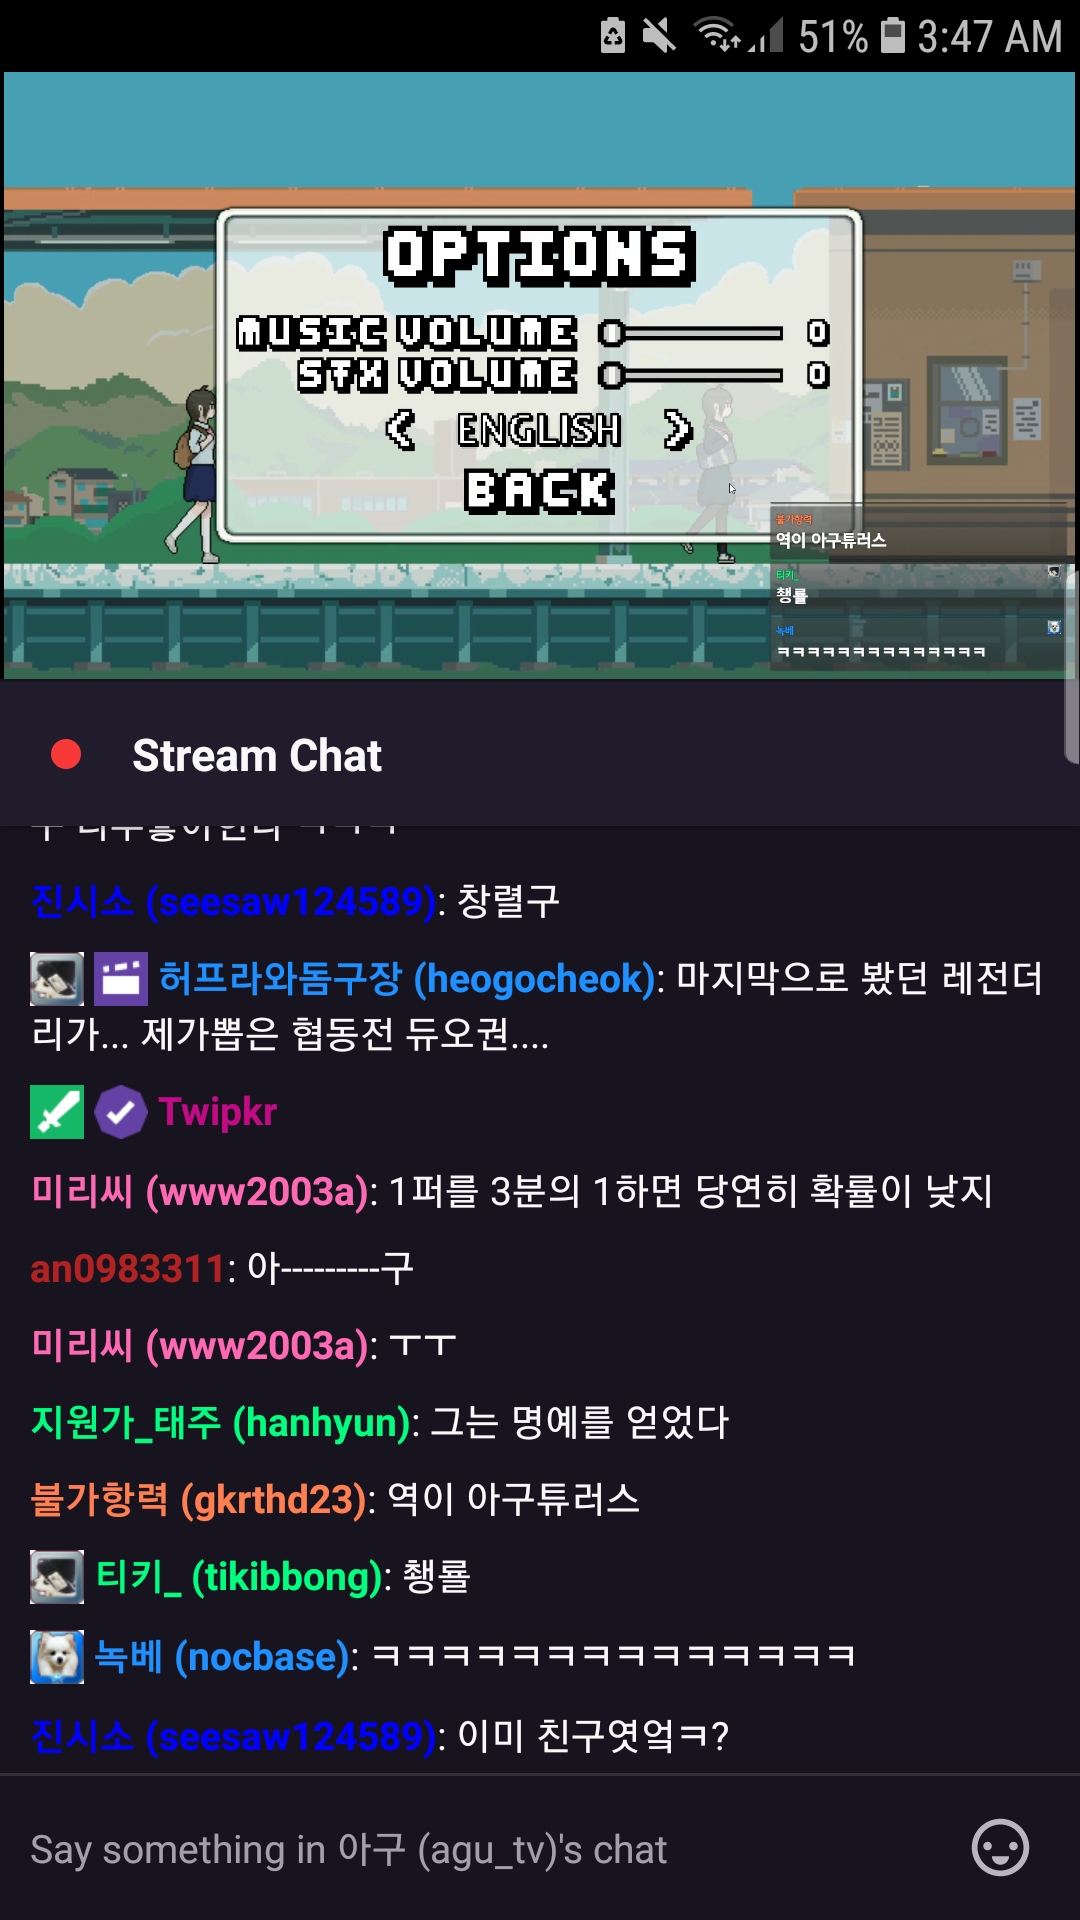 51% 3:47 AM
OPTIONS
MUSIC VOLUME 0
SFX VOLUME 0
ENGLISH
BACK
불가항력
역이 아구튜러스
티키_
챙률
녹베
ㅋㅋㅋㅋㅋㅋㅋㅋㅋㅋㅋㅋㅋㅋ
Stream Chat
진시소 (seesaw124589): 창렬구
허프라와돔구장 (heogocheok): 마지막으로 봤던 레전더
리가... 제가뽑은 협동전 듀오권....
Twipkr
미리씨 (www2003a): 1퍼를 3분의 1하면 당연히 확률이 낮지
an0983311: 아---------구
미리씨 (www2003a): ㅜㅜ
지원가_태주 (hanhyun): 그는 명예를 얻었다
불가항력 (gkrthd23): 역이 아구튜러스
티키_ (tikibbong): 챙률
녹베 (nocbase): ㅋㅋㅋㅋㅋㅋㅋㅋㅋㅋㅋㅋㅋㅋ
진시소 (seesaw124589): 이미 친구엿엌ㅋ?
Say something in 아구 (agu_tv)'s chat